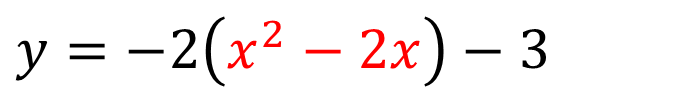 y = −2(x² − 2x) − 3